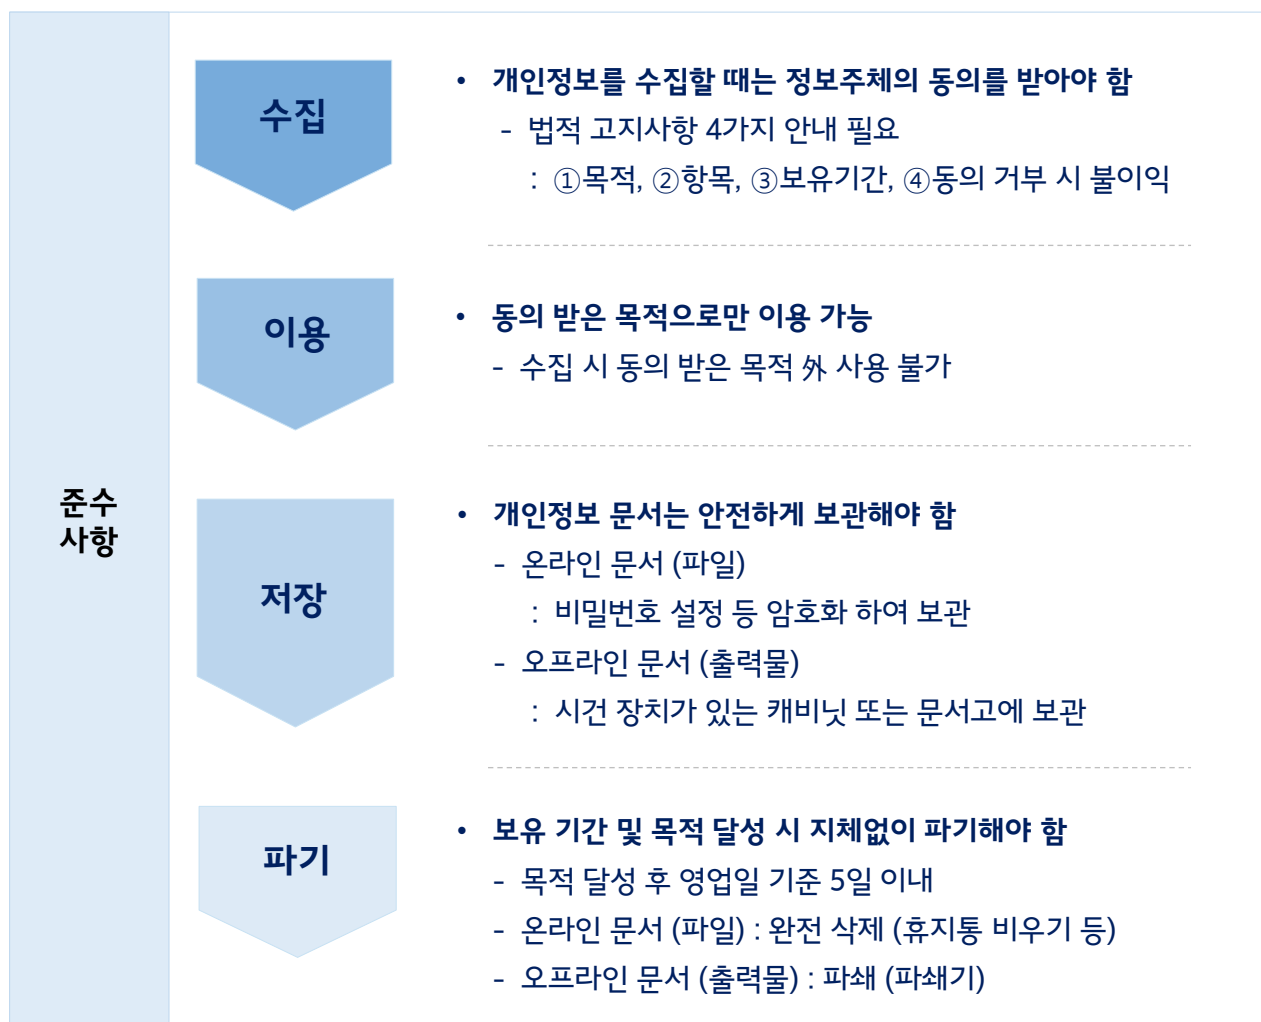 준수
사항
수집
• 개인정보를 수집할 때는 정보주체의 동의를 받아야 함
- 법적 고지사항 4가지 안내 필요
: ①목적, ②항목, ③보유기간, ④동의 거부 시 불이익
이용
• 동의 받은 목적으로만 이용 가능
- 수집 시 동의 받은 목적 外 사용 불가
저장
• 개인정보 문서는 안전하게 보관해야 함
- 온라인 문서 (파일)
: 비밀번호 설정 등 암호화 하여 보관
- 오프라인 문서 (출력물)
: 시건 장치가 있는 캐비닛 또는 문서고에 보관
파기
• 보유 기간 및 목적 달성 시 지체없이 파기해야 함
- 목적 달성 후 영업일 기준 5일 이내
- 온라인 문서 (파일) : 완전 삭제 (휴지통 비우기 등)
- 오프라인 문서 (출력물) : 파쇄 (파쇄기)